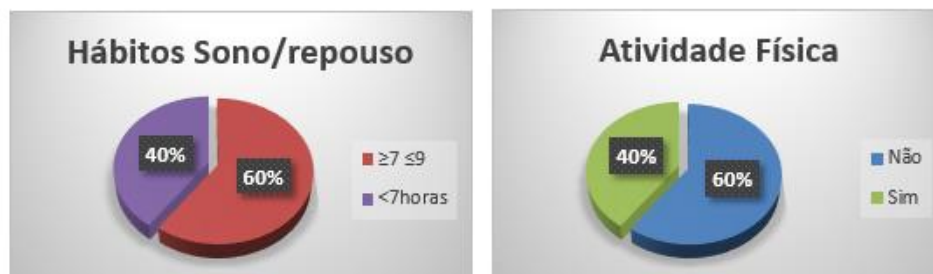 Hábitos Sono/repouso
40%
60%
≥7 ≤9
<7horas
Atividade Física
40%
60%
Não
Sim